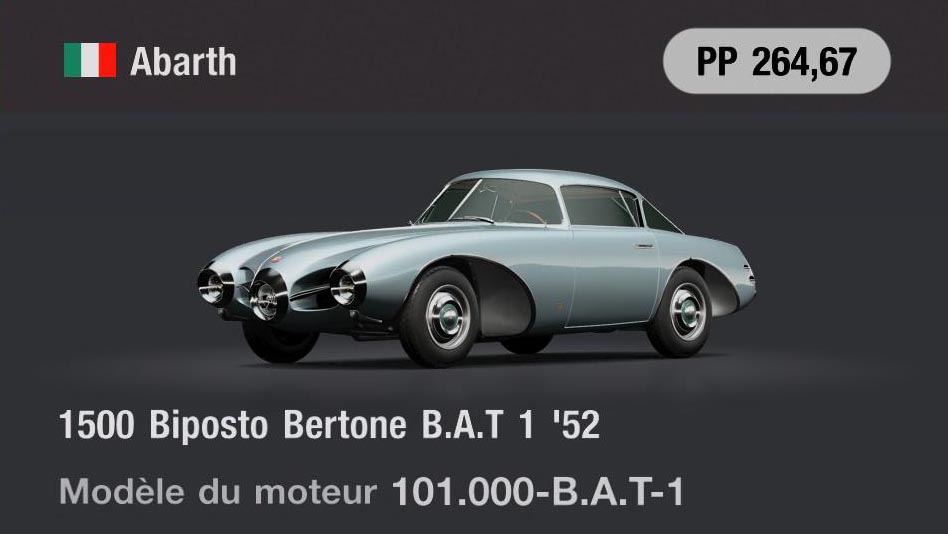 Abarth
PP 264,67
1500 Biposto Bertone B.A.T 1 '52
Modèle du moteur 101.000-B.A.T-1